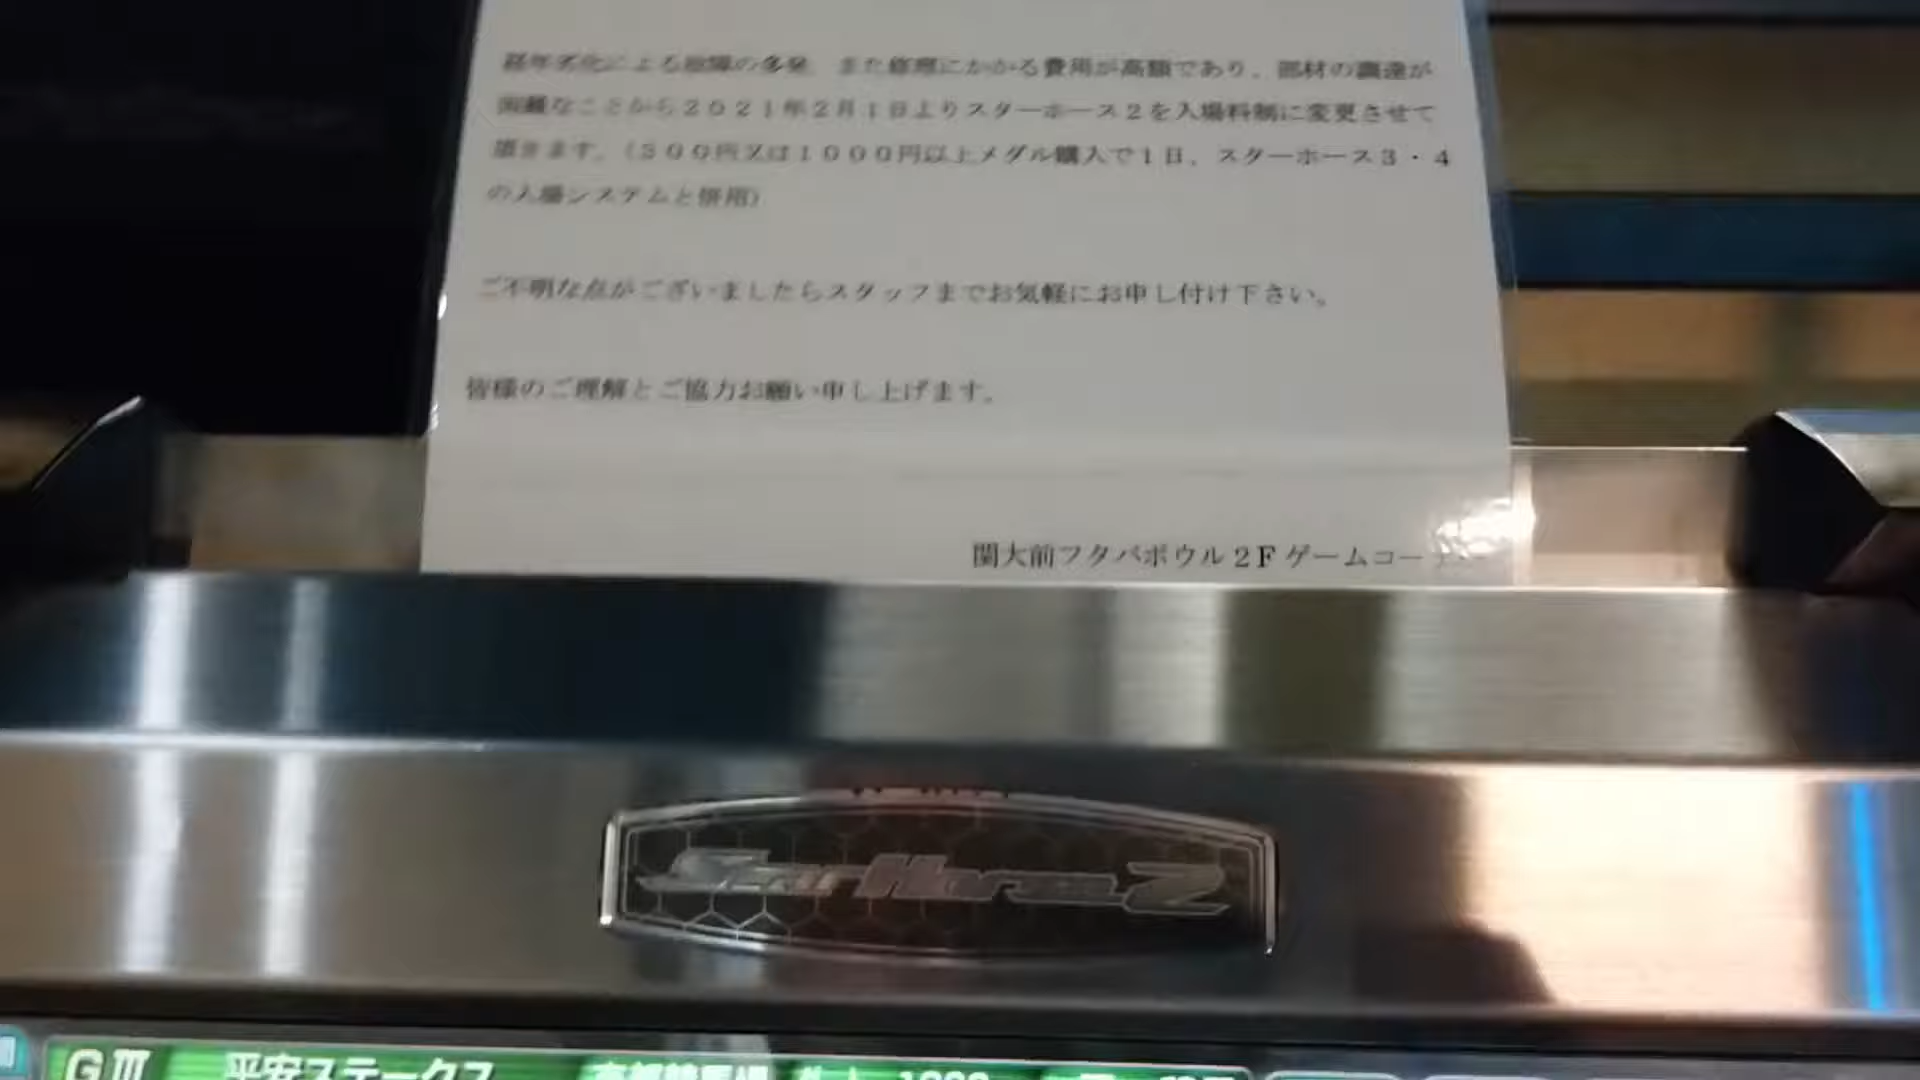 経年劣化による故障の多発、また修理にかかる費用が高額であり、部材の調達が
困難なことから2021年2月1日よりスターホース2を入場料制に変更させて
頂きます。(300円又は1000円以上メダル購入で1日、スターホース3・4
の入場システムと併用)
ご不明な点がございましたらスタッフまでお気軽にお申し付け下さい。
皆様のご理解とご協力お願い申し上げます。
関大前フタバボウル2Fゲームコー
StarHorse2
GⅢ 平安ステークス 京都競馬場